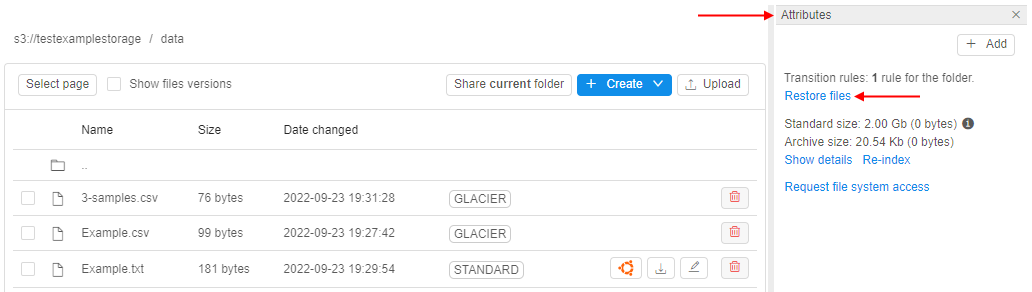 s3://testexamplestorage / data
Select page Show files versions Share current folder + Create Upload
Name Size Date changed
..
3-samples.csv 76 bytes 2022-09-23 19:31:28 GLACIER
Example.csv 99 bytes 2022-09-23 19:27:42 GLACIER
Example.txt 181 bytes 2022-09-23 19:29:54 STANDARD
Attributes
+ Add
Transition rules: 1 rule for the folder.
Restore files
Standard size: 2.00 Gb (0 bytes)
Archive size: 20.54 Kb (0 bytes)
Show details Re-index
Request file system access